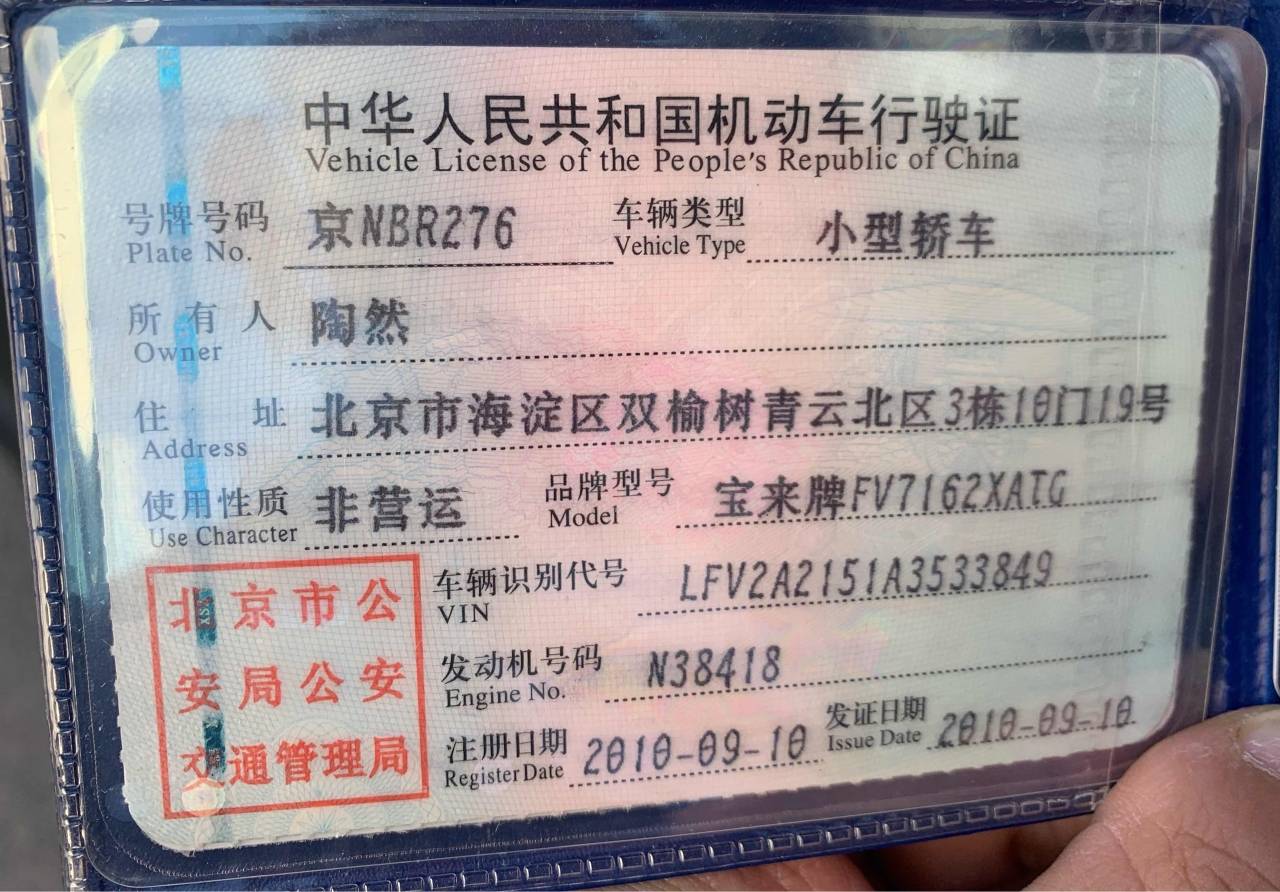 中华人民共和国机动车行驶证
Vehicle License of the People's Republic of China
号牌号码 京NBR276 车辆类型 小型轿车
Plate No. Vehicle Type
所有人 陶然
Owner
住址 北京市海淀区双榆树青云北区3栋10门119号
Address
使用性质 非营运 品牌型号 宝来牌FV7162XATG
Use Character Model
车辆识别代号 LFV2A2151A3533849
VIN
发动机号码 N38418
Engine No.
注册日期 2010-09-10 发证日期 2010-09-10
Register Date Issue Date
北京市公
安局公安
交通管理局